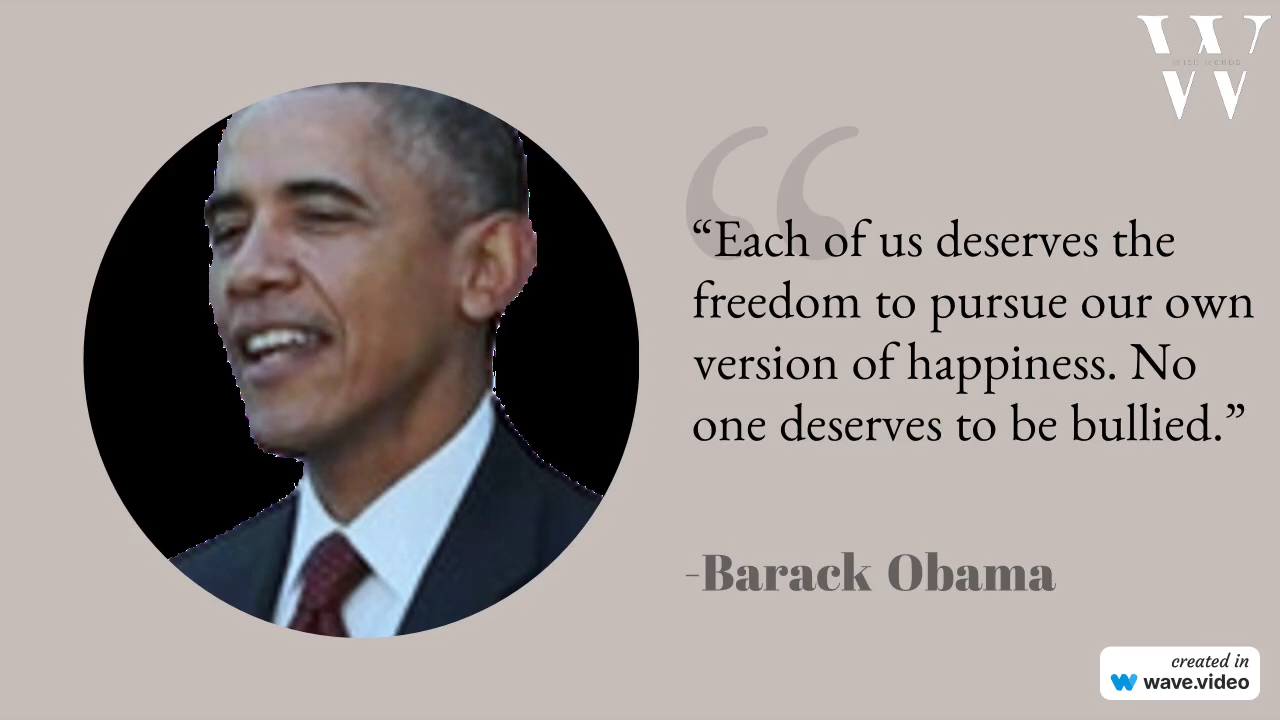 W
“Each of us deserves the
freedom to pursue our own
version of happiness. No
one deserves to be bullied.”
-Barack Obama
created in
wave.video